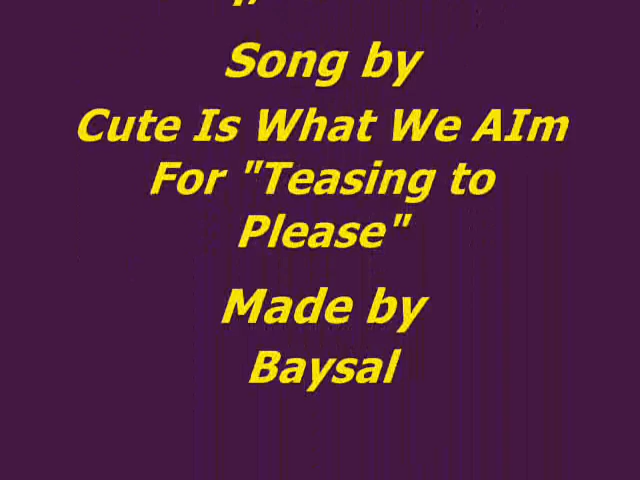 Song by
Cute Is What We AIm
For "Teasing to
Please"
Made by
Baysal